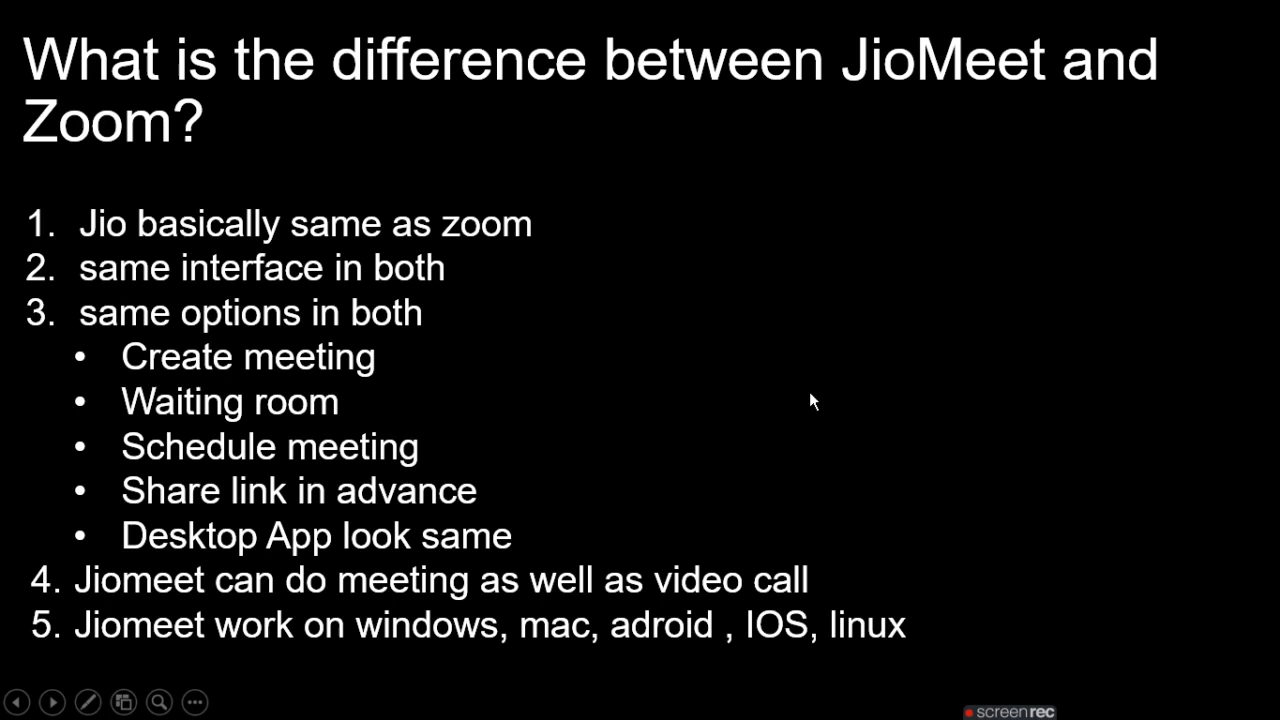 What is the difference between JioMeet and
Zoom?
1. Jio basically same as zoom
2. same interface in both
3. same options in both
• Create meeting
• Waiting room
• Schedule meeting
• Share link in advance
• Desktop App look same
4. Jiomeet can do meeting as well as video call
5. Jiomeet work on windows, mac, adroid , IOS, linux
screenrec